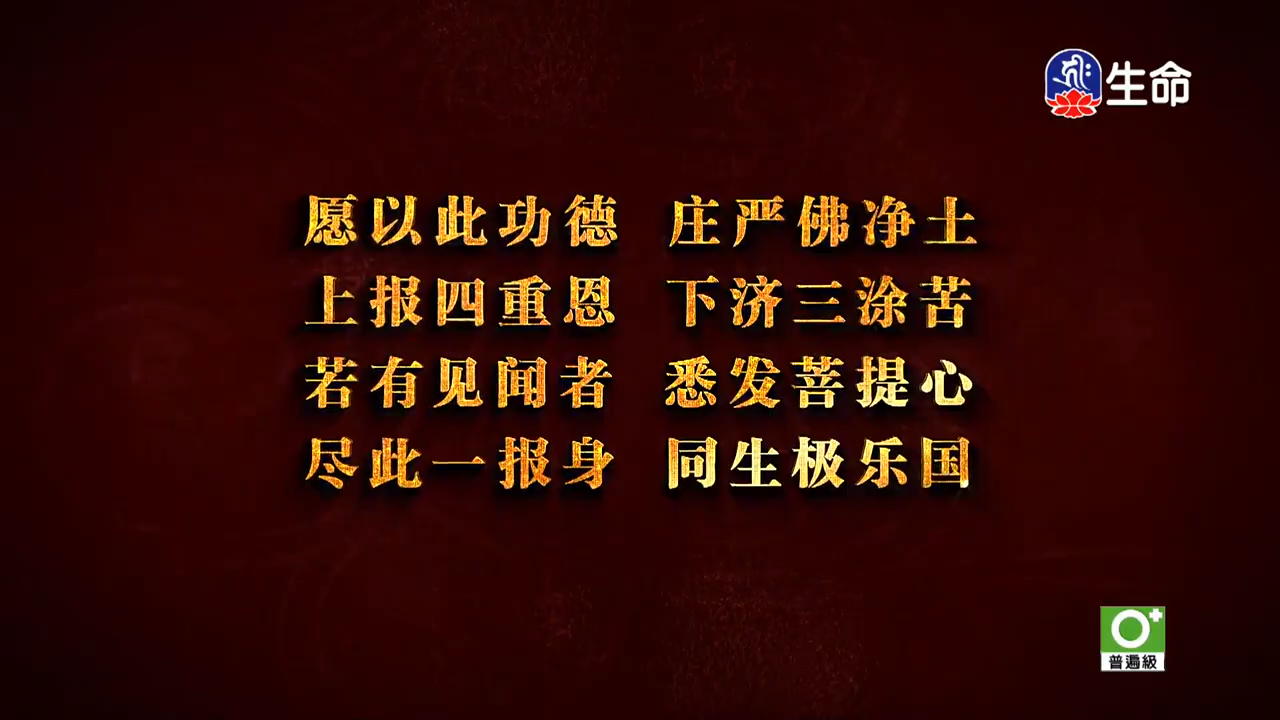 生命
愿以此功德 庄严佛净土
上报四重恩 下济三涂苦
若有见闻者 悉发菩提心
尽此一报身 同生极乐国
0+
普遍級